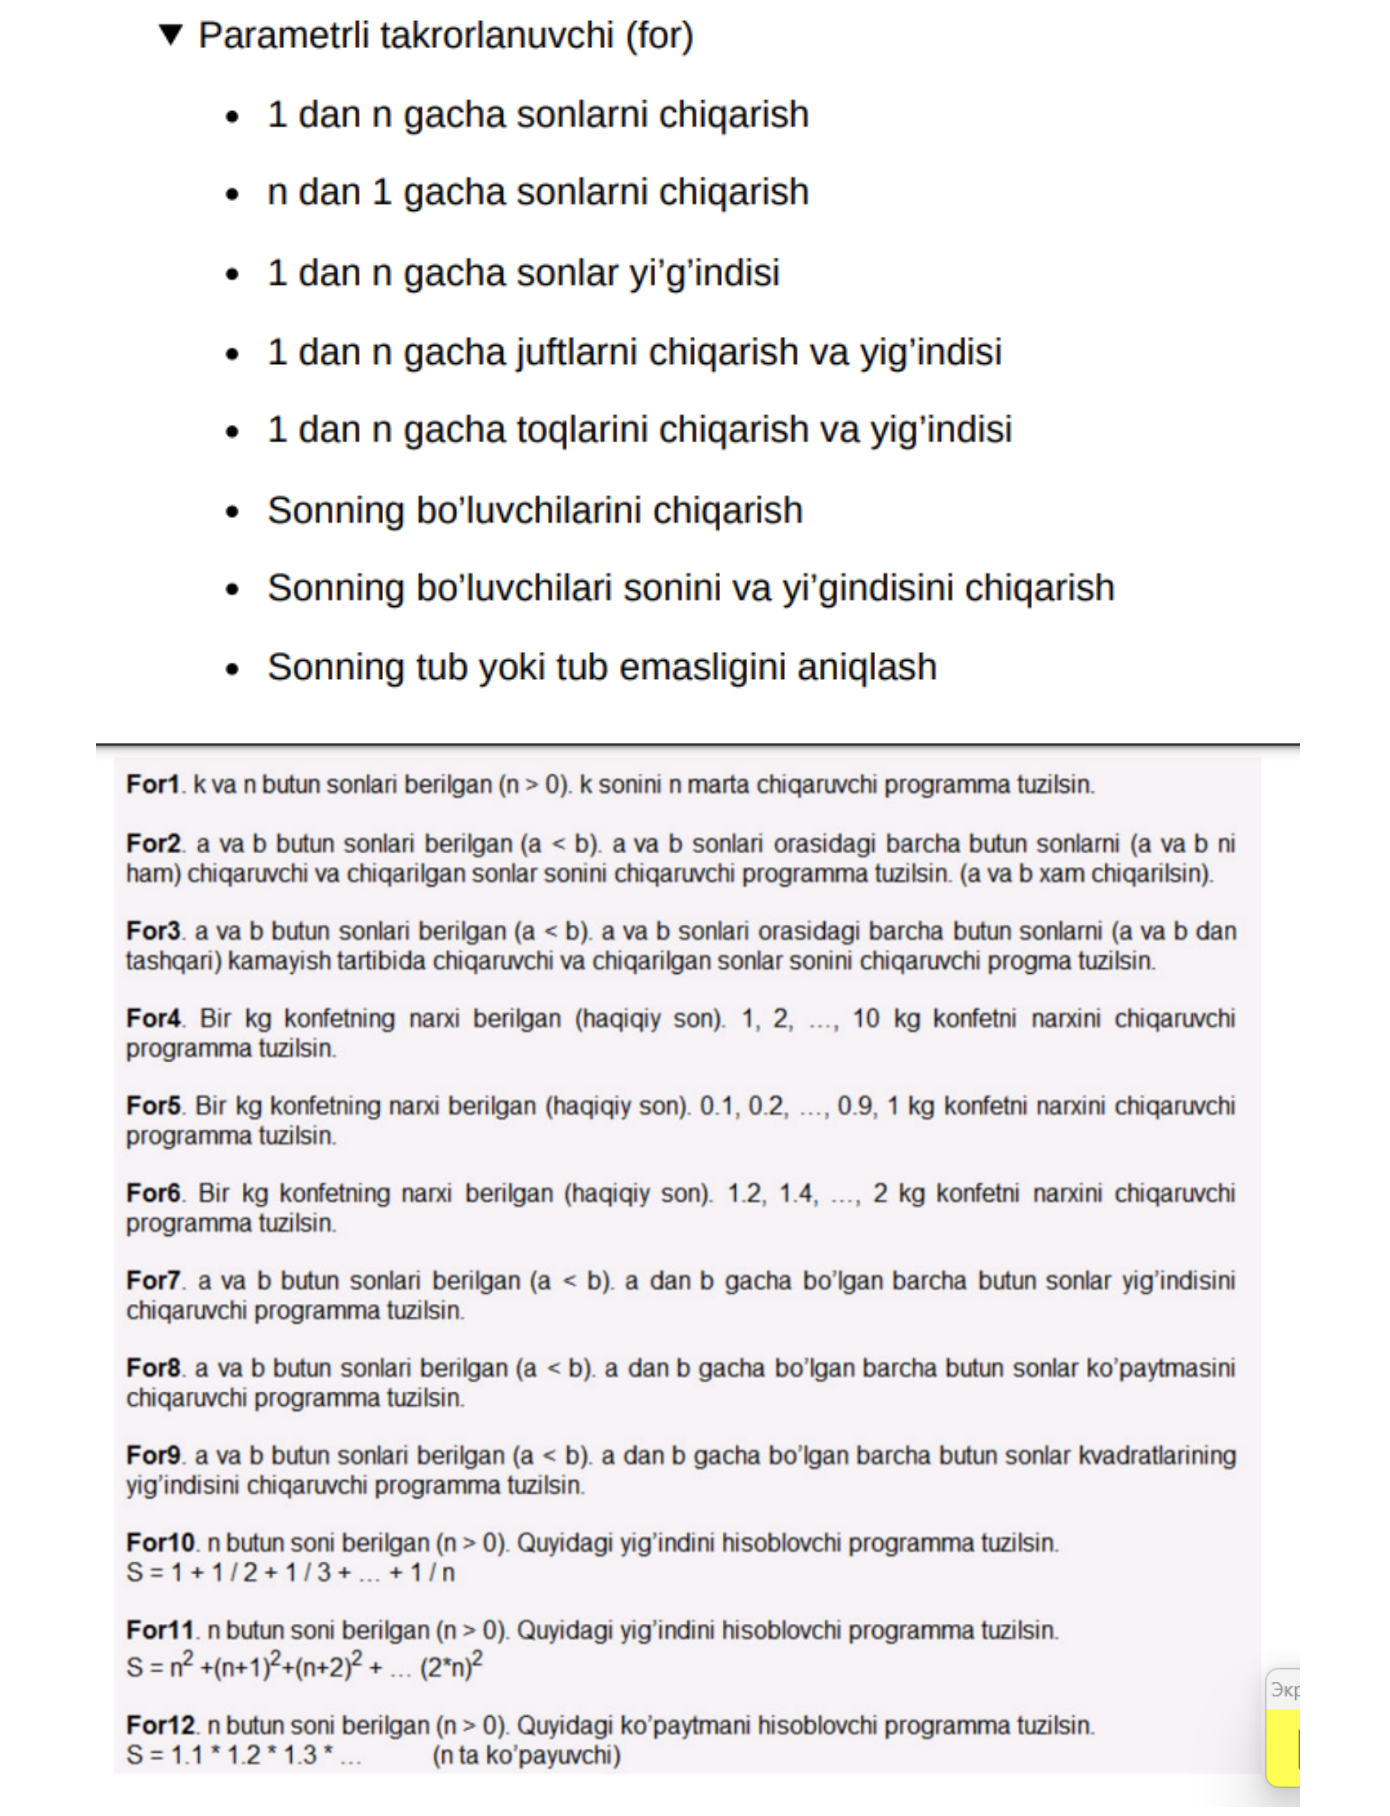 ▼ Parametrli takrorlanuvchi (for)
• 1 dan n gacha sonlarni chiqarish
• n dan 1 gacha sonlarni chiqarish
• 1 dan n gacha sonlar yi’g’indisi
• 1 dan n gacha juftlarni chiqarish va yig’indisi
• 1 dan n gacha toqlarini chiqarish va yig’indisi
• Sonning bo’luvchilarini chiqarish
• Sonning bo’luvchilari sonini va yi’gindisini chiqarish
• Sonning tub yoki tub emasligini aniqlash
For1. k va n butun sonlari berilgan (n > 0). k sonini n marta chiqaruvchi programma tuzilsin.
For2. a va b butun sonlari berilgan (a < b). a va b sonlari orasidagi barcha butun sonlarni (a va b ni
ham) chiqaruvchi va chiqarilgan sonlar sonini chiqaruvchi programma tuzilsin. (a va b xam chiqarilsin).
For3. a va b butun sonlari berilgan (a < b). a va b sonlari orasidagi barcha butun sonlarni (a va b dan
tashqari) kamayish tartibida chiqaruvchi va chiqarilgan sonlar sonini chiqaruvchi progma tuzilsin.
For4. Bir kg konfetning narxi berilgan (haqiqiy son). 1, 2, ..., 10 kg konfetni narxini chiqaruvchi
programma tuzilsin.
For5. Bir kg konfetning narxi berilgan (haqiqiy son). 0.1, 0.2, ..., 0.9, 1 kg konfetni narxini chiqaruvchi
programma tuzilsin.
For6. Bir kg konfetning narxi berilgan (haqiqiy son). 1.2, 1.4, ..., 2 kg konfetni narxini chiqaruvchi
programma tuzilsin.
For7. a va b butun sonlari berilgan (a < b). a dan b gacha bo’lgan barcha butun sonlar yig’indisini
chiqaruvchi programma tuzilsin.
For8. a va b butun sonlari berilgan (a < b). a dan b gacha bo’lgan barcha butun sonlar ko’paytmasini
chiqaruvchi programma tuzilsin.
For9. a va b butun sonlari berilgan (a < b). a dan b gacha bo’lgan barcha butun sonlar kvadratlarining
yig’indisini chiqaruvchi programma tuzilsin.
For10. n butun soni berilgan (n > 0). Quyidagi yig’indini hisoblovchi programma tuzilsin.
S = 1 + 1 / 2 + 1 / 3 + ... + 1 / n
For11. n butun soni berilgan (n > 0). Quyidagi yig’indini hisoblovchi programma tuzilsin.
S = n² +(n+1)²+(n+2)² + ... (2*n)²
For12. n butun soni berilgan (n > 0). Quyidagi ko’paytmani hisoblovchi programma tuzilsin.
S = 1.1 * 1.2 * 1.3 * ... (n ta ko’payuvchi)